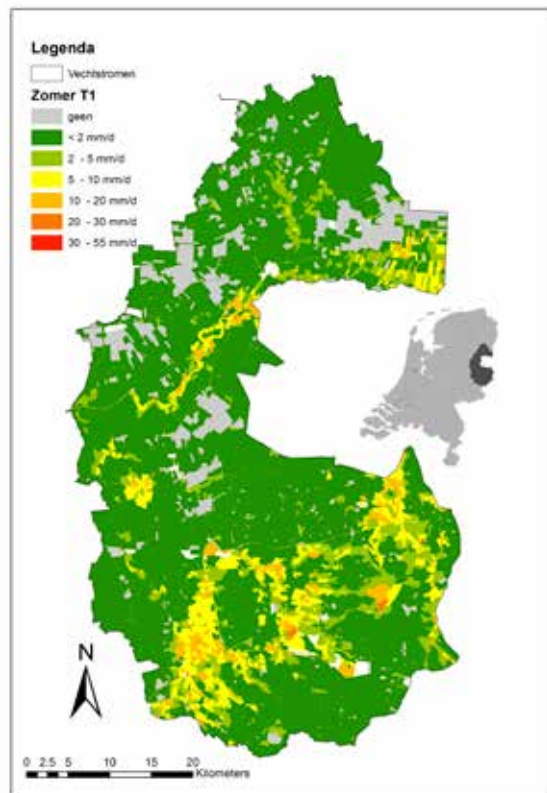 Legenda
Vechtstromen
Zomer T1
geen
< 2 mm/d
2 - 5 mm/d
5 - 10 mm/d
10 - 20 mm/d
20 - 30 mm/d
30 - 55 mm/d
N
0 2.5 5 10 15 20
Kilometers